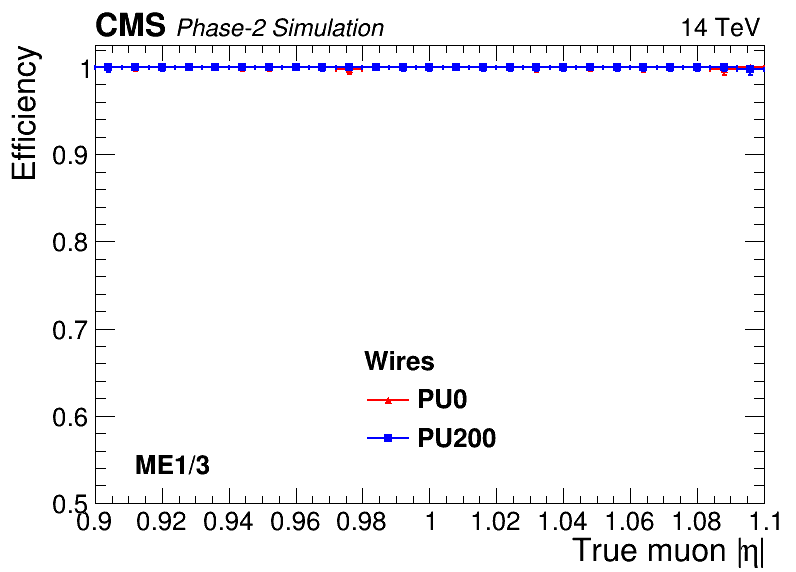 CMS Phase-2 Simulation 14 TeV
Efficiency
1
0.9
0.8
0.7
0.6
0.5
Wires
PU0
PU200
ME1/3
0.9 0.92 0.94 0.96 0.98 1 1.02 1.04 1.06 1.08 1.1
True muon |η|